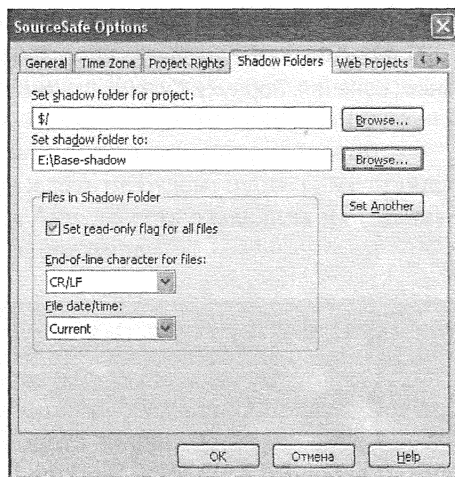 SourceSafe Options
General Time Zone Project Rights Shadow Folders Web Projects
Set shadow folder for project:
$/
Browse...
Set shadow folder to:
E:\Base-shadow
Browse...
Files in Shadow Folder
Set Another
Set read-only flag for all files
End-of-line character for files:
CR/LF
File date/time:
Current
OK Отмена Help